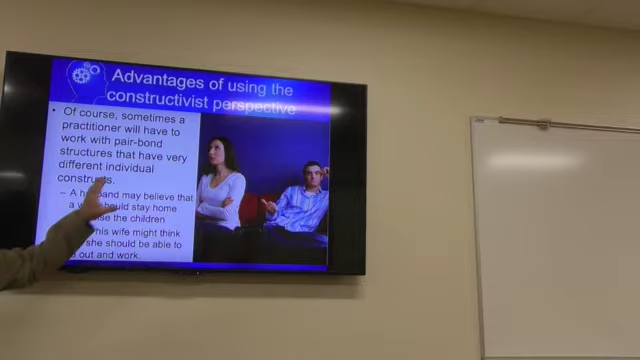 Advantages of using the
constructivist perspective
• Of course, sometimes a
practitioner will have to
work with pair-bond
structures that have very
different individual
constructs.
– A husband may believe that
a should stay home
the children
his wife might think
she should be able to
out and work.